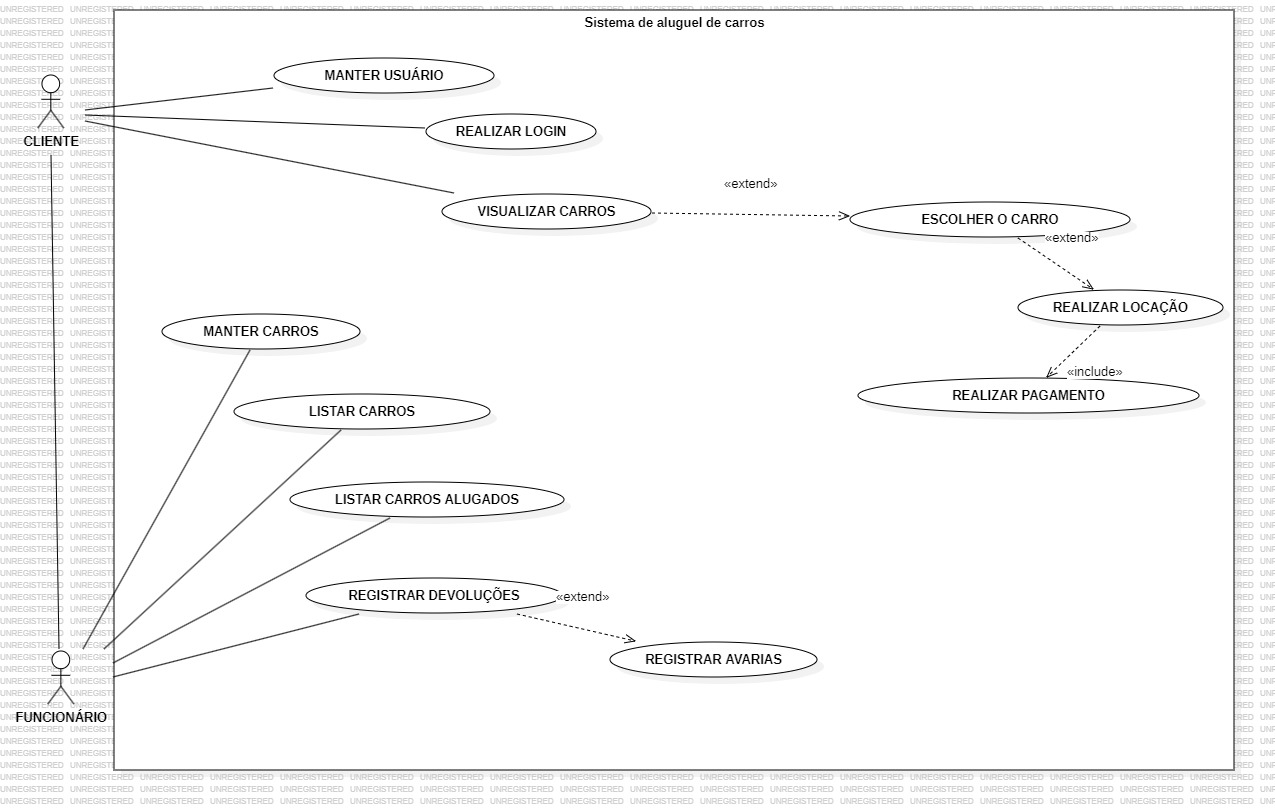 Sistema de aluguel de carros
MANTER USUÁRIO
REALIZAR LOGIN
CLIENTE
«extend»
VISUALIZAR CARROS
ESCOLHER O CARRO
«extend»
REALIZAR LOCAÇÃO
MANTER CARROS
«include»
REALIZAR PAGAMENTO
LISTAR CARROS
LISTAR CARROS ALUGADOS
REGISTRAR DEVOLUÇÕES
«extend»
REGISTRAR AVARIAS
FUNCIONÁRIO
UNREGISTERED